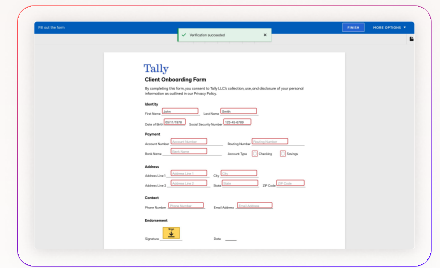 Fill out the form
FINISH
MORE OPTIONS
Verification succeeded
×
Tally
Client Onboarding Form
By completing this form, you consent to Tally LLC's collection, use, and disclosure of your personal
information as outlined in our Privacy Policy.
Identity
First Name John Last Name Smith
Date of Birth Social Security Number 123-45-6789
Payment
Account Number Account Number Routing Number Routing Number
Bank Name Bank Name Account Type Checking Savings
Address
Address Line 1 Address Line 1 City City
Address Line 2 Address Line 2 State State ZIP Code ZIP Code
Contact
Phone Number Phone Number Email Address Email Address
Endorsement
Signature Sign Date